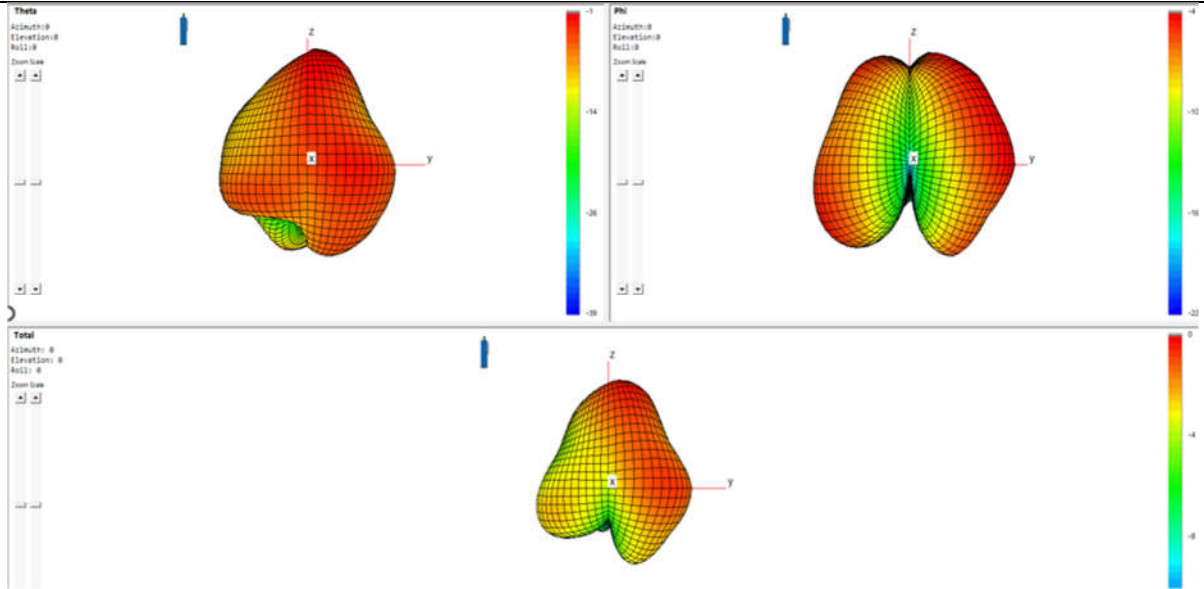 Theta
Azimuth:0
Elevation:0
Roll:0
Zoom Scale
z
x
y
-1
-14
-26
-39
Phi
Azimuth:0
Elevation:0
Roll:0
Zoom Scale
z
x
y
-4
-10
-16
-22
Total
Azimuth: 0
Elevation: 0
Roll: 0
Zoom Scale
z
x
y
0
-4
-8